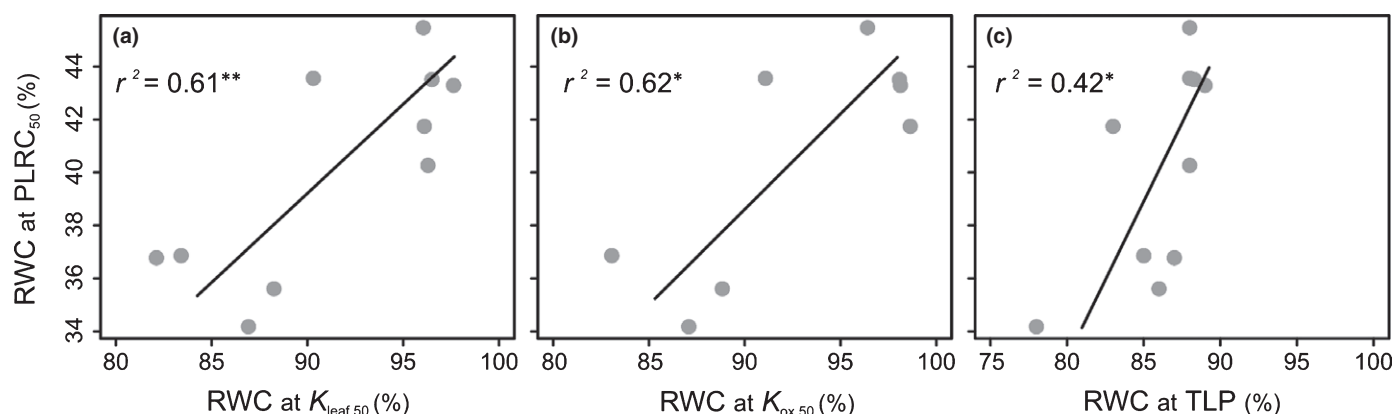 (a)
r² = 0.61**
(b)
r² = 0.62*
(c)
r² = 0.42*
RWC at PLRC50 (%)
44
42
40
38
36
34
80 85 90 95 100
80 85 90 95 100
75 80 85 90 95 100
RWC at Kleaf 50 (%)
RWC at Kox 50 (%)
RWC at TLP (%)